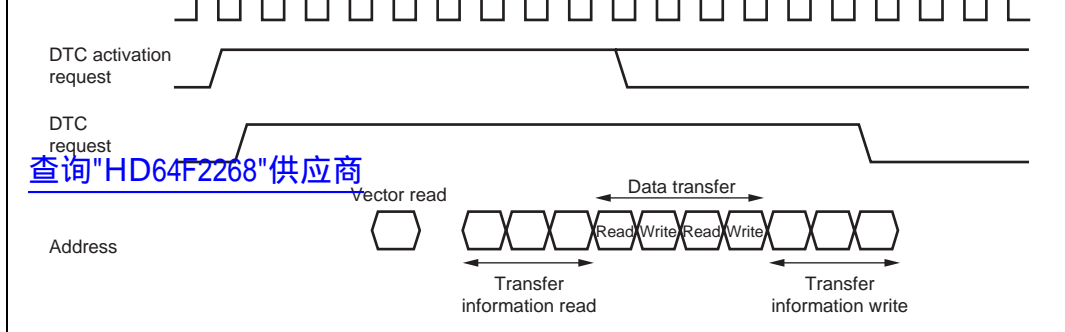 DTC activation
request
DTC
request
查询"HD64F2268"供应商
Vector read
Data transfer
Address
Read Write Read Write
Transfer
information read
Transfer
information write